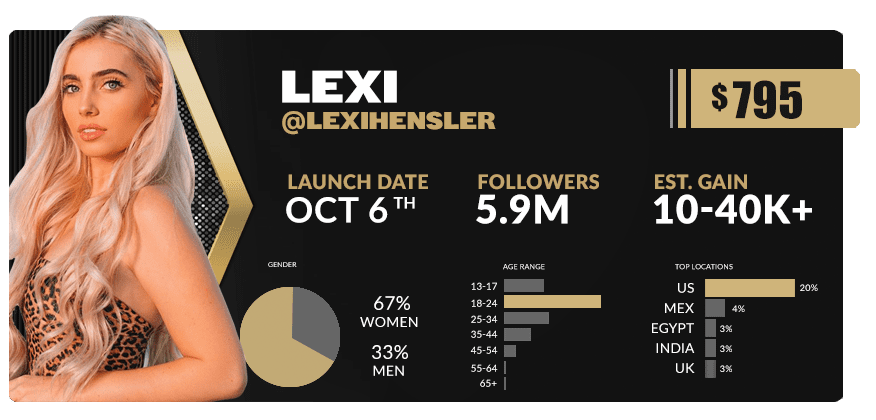 LEXI
@LEXIHENSLER
$795
LAUNCH DATE
OCT 6 TH
FOLLOWERS
5.9M
EST. GAIN
10-40K+
GENDER
67%
WOMEN
33%
MEN
AGE RANGE
13-17
18-24
25-34
35-44
45-54
55-64
65+
TOP LOCATIONS
US 20%
MEX 4%
EGYPT 3%
INDIA 3%
UK 3%